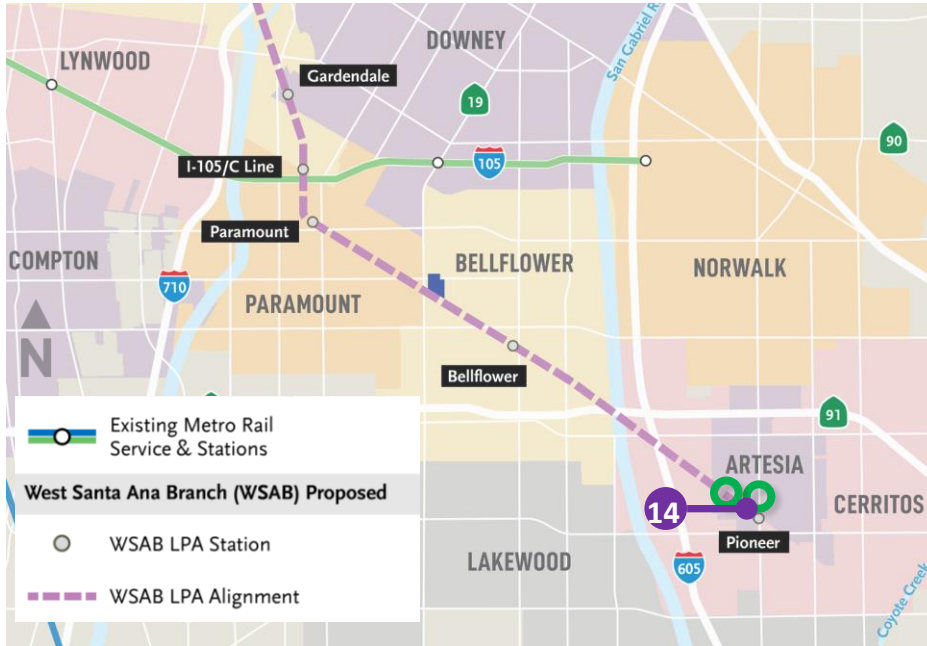 LYNWOOD
DOWNEY
San Gabriel R
Gardendale
19
90
I-105/C Line
105
Paramount
COMPTON
BELLFLOWER
NORWALK
710
PARAMOUNT
N
Bellflower
91
Existing Metro Rail
Service & Stations
West Santa Ana Branch (WSAB) Proposed
WSAB LPA Station
WSAB LPA Alignment
ARTESIA
CERRITOS
14
Pioneer
LAKEWOOD
605
Coyote Creek